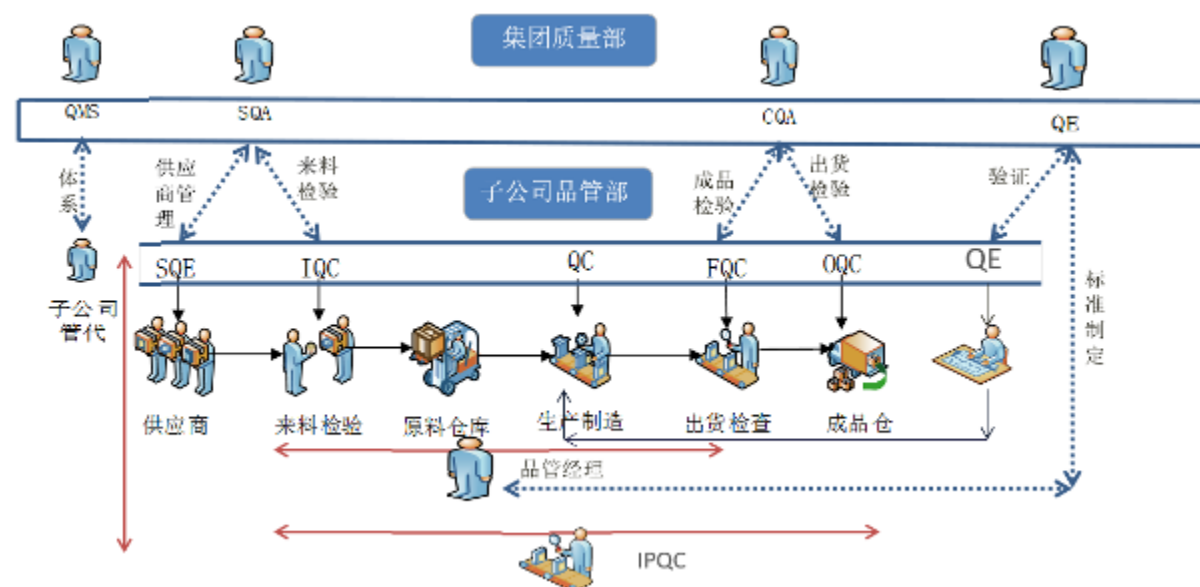 集团质量部
QMS
SQA
CQA
QE
体系
供应
商管
理
来料
检验
子公司品管部
成品
检验
出货
检验
验证
标准制定
SQE
IQC
QC
FQC
OQC
QE
子公司
管代
供应商
来料检验
原料仓库
生产制造
出货检查
成品仓
品管经理
IPQC